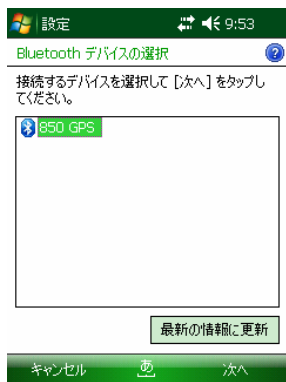 設定 9:53
Bluetooth デバイスの選択
接続するデバイスを選択して [次へ] をタップし
てください。
850 GPS
最新の情報に更新
キャンセル あ 次へ